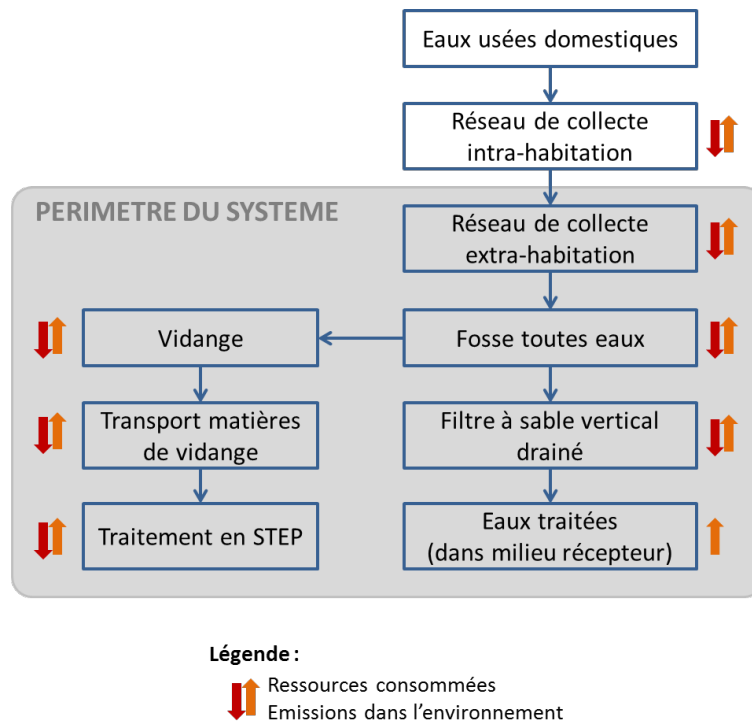 Eaux usées domestiques
Réseau de collecte
intra-habitation
PERIMETRE DU SYSTEME
Réseau de collecte
extra-habitation
Vidange
Fosse toutes eaux
Transport matières
de vidange
Filtre à sable vertical
drainé
Traitement en STEP
Eaux traitées
(dans milieu récepteur)
Légende :
Ressources consommées
Emissions dans l'environnement